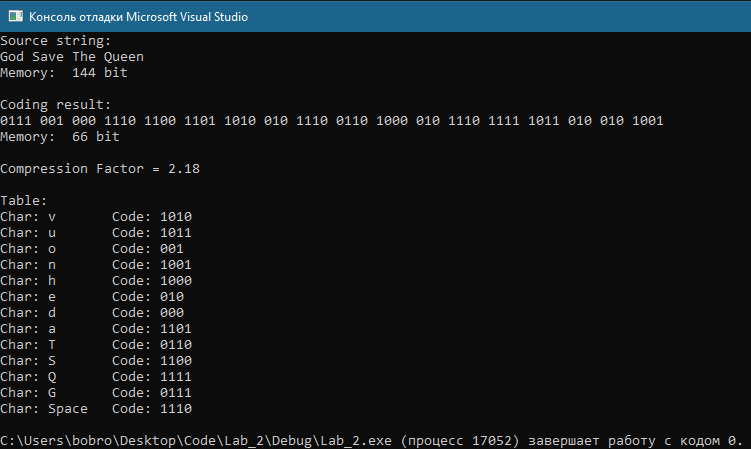 Консоль отладки Microsoft Visual Studio
Source string:
God Save The Queen
Memory:  144 bit
Coding result:
0111 001 000 1110 1100 1101 1010 010 1110 0110 1000 010 1110 1111 1011 010 010 1001
Memory:  66 bit
Compression Factor = 2.18
Table:
Char: v       Code: 1010
Char: u       Code: 1011
Char: o       Code: 001
Char: n       Code: 1001
Char: h       Code: 1000
Char: e       Code: 010
Char: d       Code: 000
Char: a       Code: 1101
Char: T       Code: 0110
Char: S       Code: 1100
Char: Q       Code: 1111
Char: G       Code: 0111
Char: Space   Code: 1110
C:\Users\bobro\Desktop\Code\Lab_2\Debug\Lab_2.exe (процесс 17052) завершает работу с кодом 0.